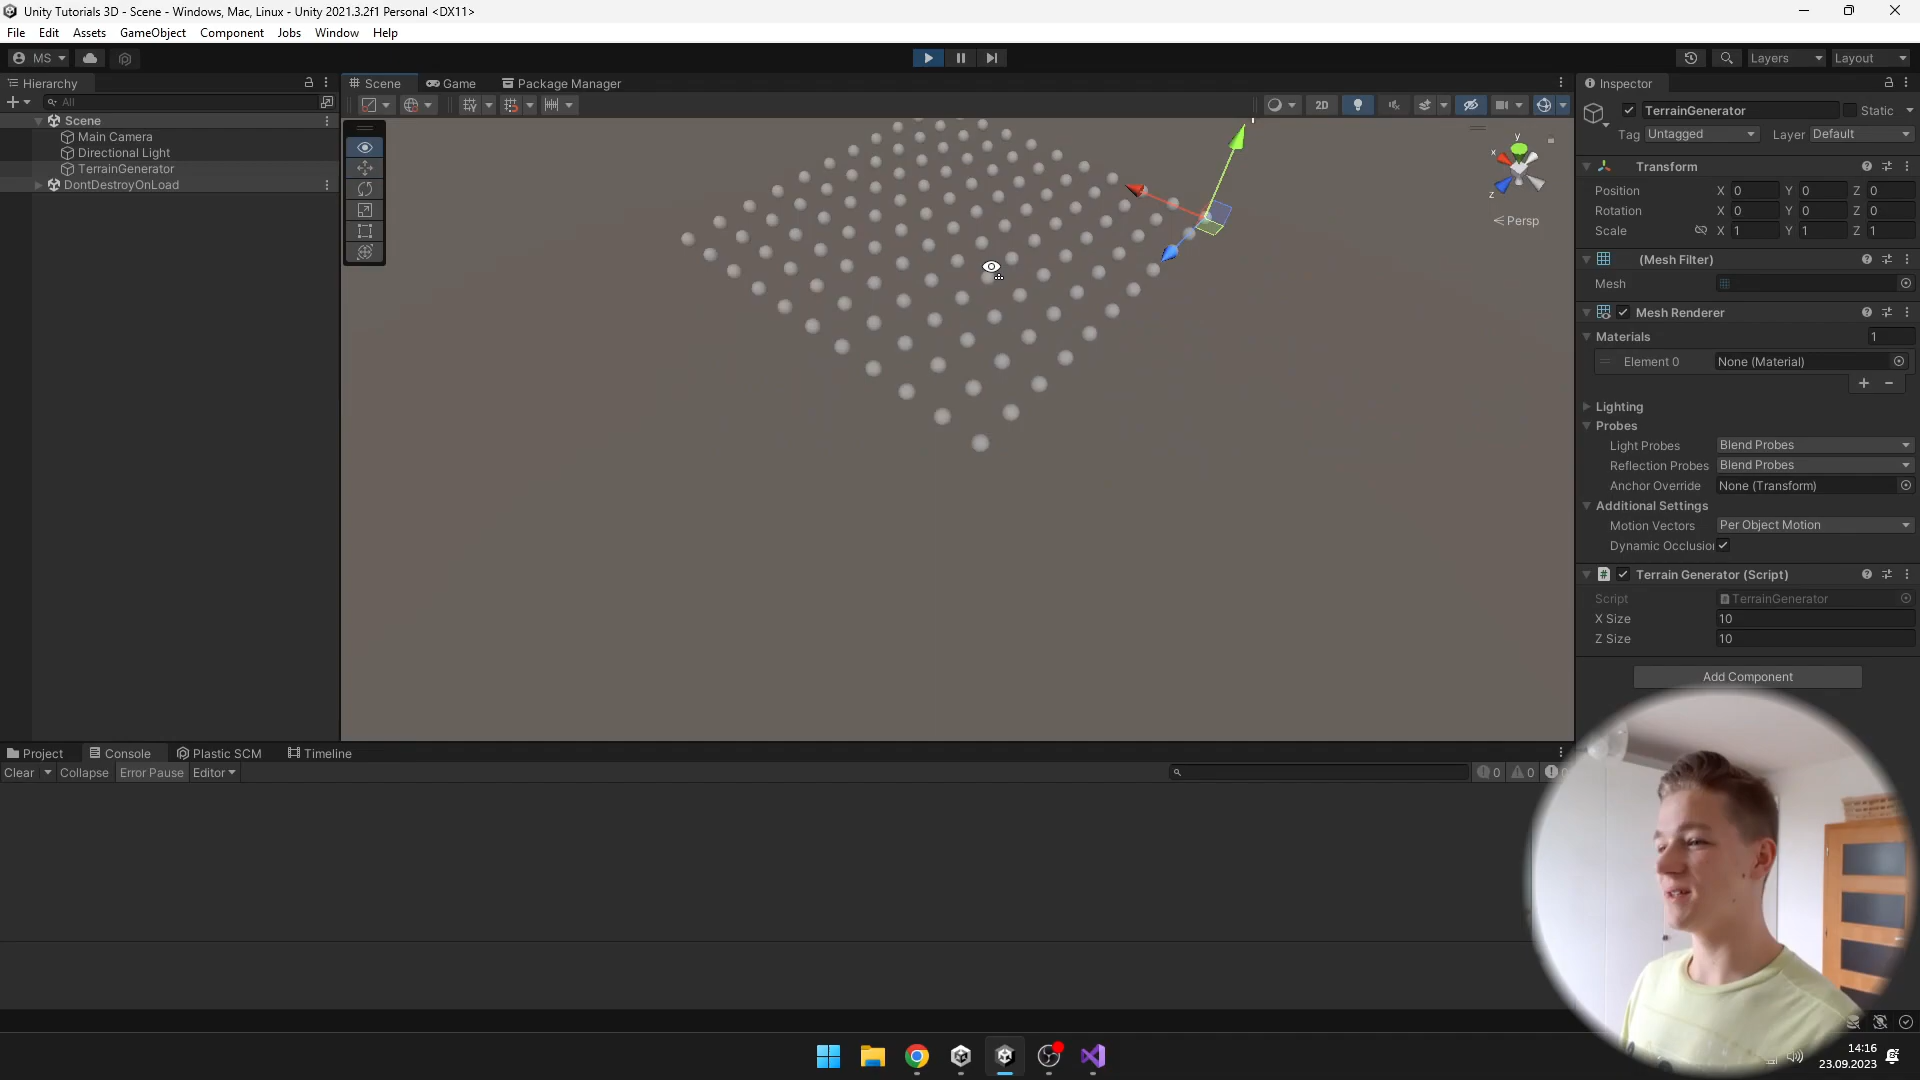 Unity Tutorials 3D - Scene - Windows, Mac, Linux - Unity 2021.3.2f1 Personal <DX11>
File Edit Assets GameObject Component Jobs Window Help
MS Layers Layout
Hierarchy
All
Scene
Main Camera
Directional Light
TerrainGenerator
DontDestroyOnLoad
Scene Game Package Manager
2D
y
x
z
Persp
Inspector
TerrainGenerator Static
Tag Untagged Layer Default
Transform
Position X 0 Y 0 Z 0
Rotation X 0 Y 0 Z 0
Scale X 1 Y 1 Z 1
(Mesh Filter)
Mesh
Mesh Renderer
Materials 1
Element 0 None (Material)
Lighting
Probes
Light Probes Blend Probes
Reflection Probes Blend Probes
Anchor Override None (Transform)
Additional Settings
Motion Vectors Per Object Motion
Dynamic Occlusio
Terrain Generator (Script)
Script TerrainGenerator
X Size 10
Z Size 10
Add Component
Project Console Plastic SCM Timeline
Clear Collapse Error Pause Editor
0 0
14:16
23.09.2023